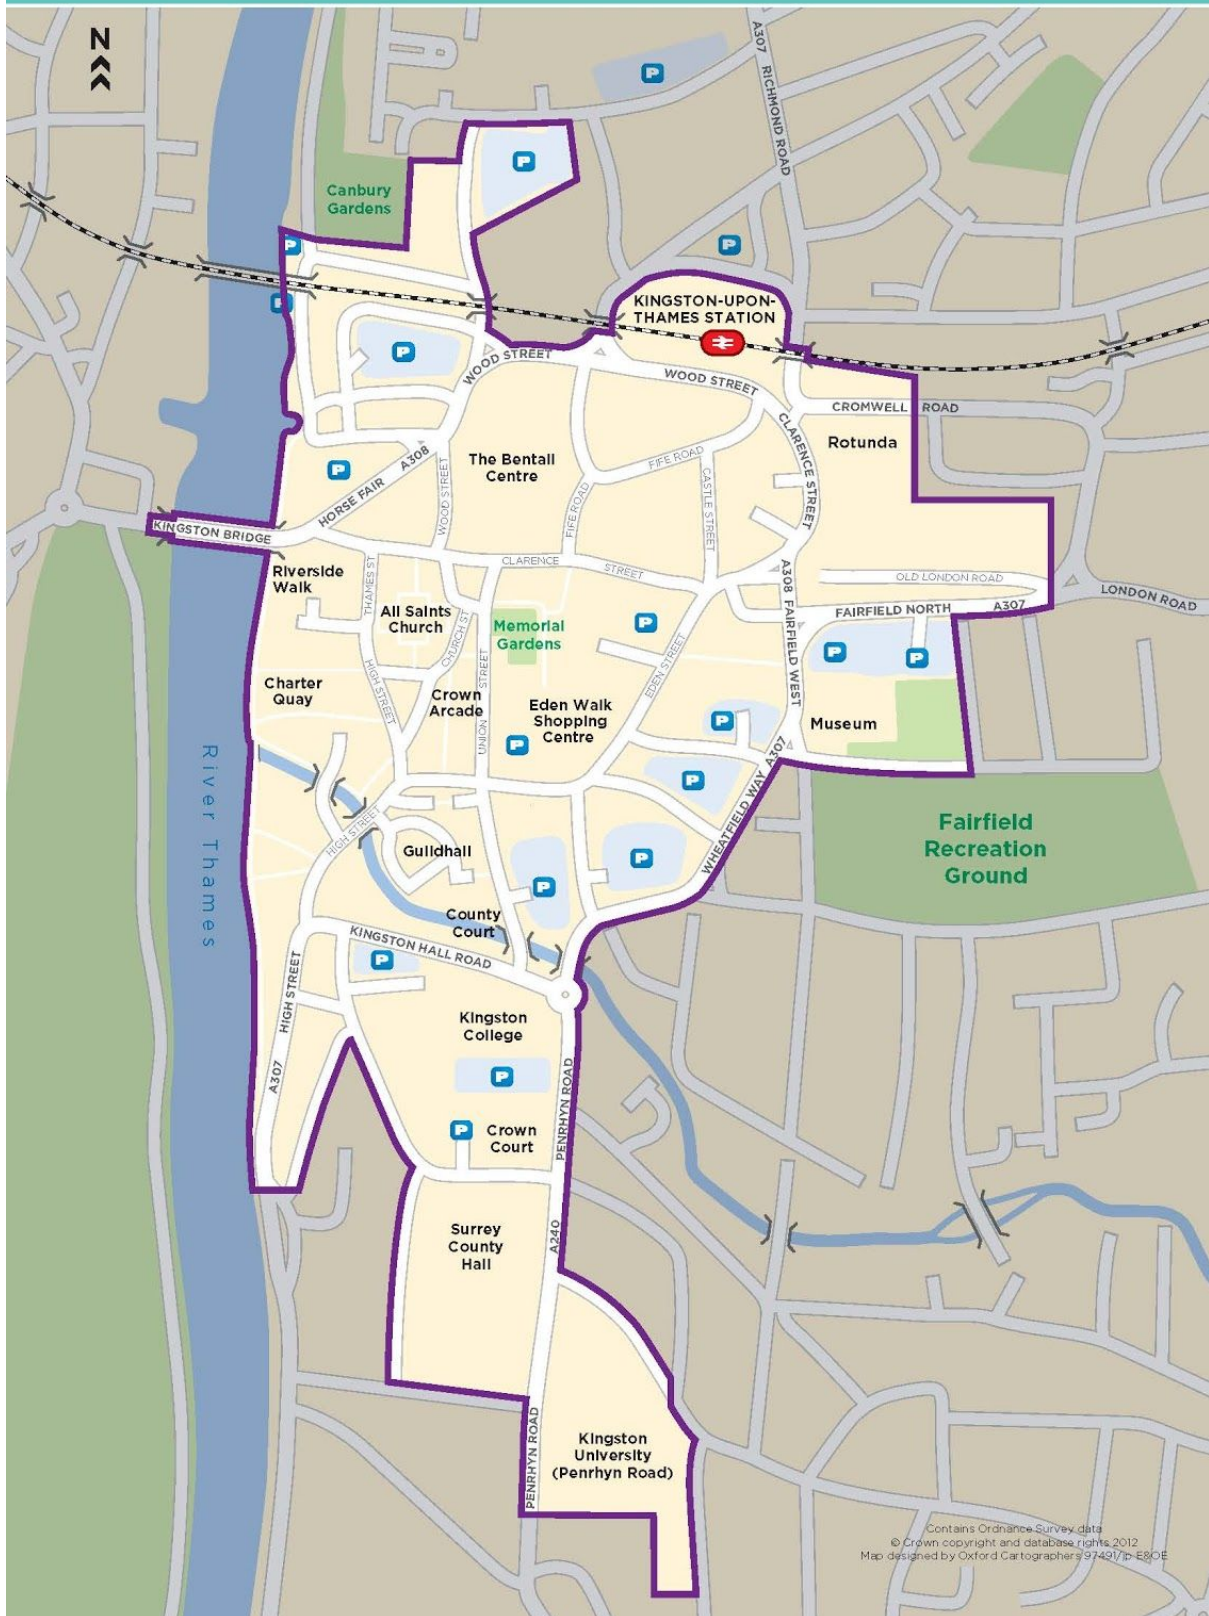 N
P
A307 RICHMOND ROAD
P
Canbury
Gardens
P
P
P
KINGSTON-UPON-
THAMES STATION
P
WOOD STREET
WOOD STREET
CROMWELL ROAD
CLARENCE STREET
Rotunda
A308
The Bentall
Centre
FIFE ROAD
P
HORSE FAIR
WOOD STREET
FIFE ROAD
CASTLE STREET
KINGSTON BRIDGE
CLARENCE
STREET
Riverside
Walk
THAMES ST
A308 FAIRFIELD WEST
OLD LONDON ROAD
LONDON ROAD
FAIRFIELD NORTH
A307
All Saints
Church
CHURCH ST
Memorial
Gardens
P
P
P
EDEN STREET
HIGH STREET
Charter
Quay
Crown
Arcade
UNION STREET
Eden Walk
Shopping
Centre
P
P
Museum
River Thames
P
WHEATFIELD WAY A307
HIGH STREET
Guildhall
P
P
Fairfield
Recreation
Ground
County
Court
KINGSTON HALL ROAD
P
HIGH STREET
A307
Kingston
College
P
PENRHYN ROAD
P
Crown
Court
Surrey
County
Hall
A240
PENRHYN ROAD
Kingston
University
(Penrhyn Road)
Contains Ordnance Survey data
© Crown copyright and database rights 2012
Map designed by Oxford Cartographers 97491/jp E&OE